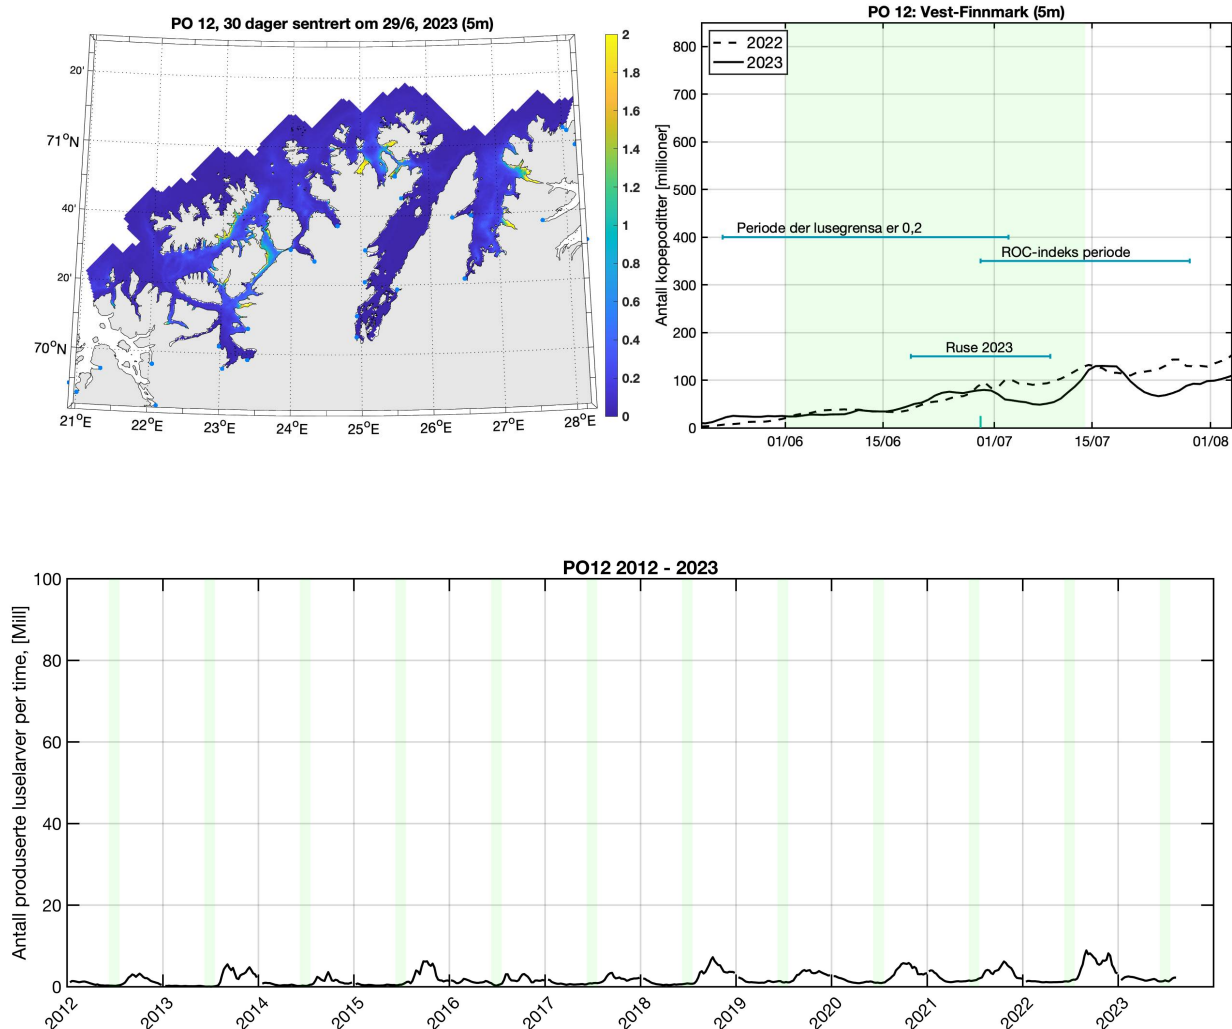 PO 12, 30 dager sentrert om 29/6, 2023 (5m)
20'
71°N
40'
20'
70°N
21°E
22°E
23°E
24°E
25°E
26°E
27°E
28°E
2
1.8
1.6
1.4
1.2
1
0.8
0.6
0.4
0.2
0
PO 12: Vest-Finnmark (5m)
2022
2023
Antall kopepoditter [millioner]
800
700
600
500
400
300
200
100
0
Periode der lusegrensa er 0,2
ROC-indeks periode
Ruse 2023
01/06
15/06
01/07
15/07
01/08
PO12 2012 - 2023
Antall produserte luselarver per time, [Mill]
100
80
60
40
20
0
2012
2013
2014
2015
2016
2017
2018
2019
2020
2021
2022
2023